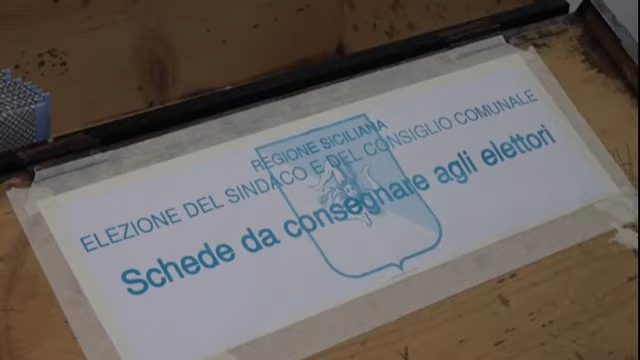 REGIONE SICILIANA
ELEZIONE DEL SINDACO E DEL CONSIGLIO COMUNALE
Schede da consegnare agli elettori